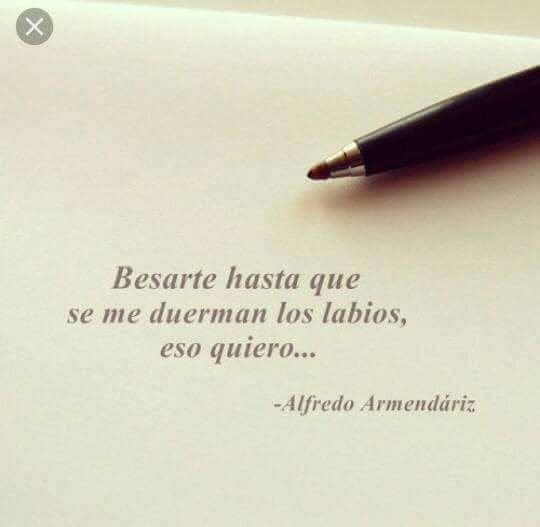 Besarte hasta que
se me duerman los labios,
eso quiero...
-Alfredo Armendáriz